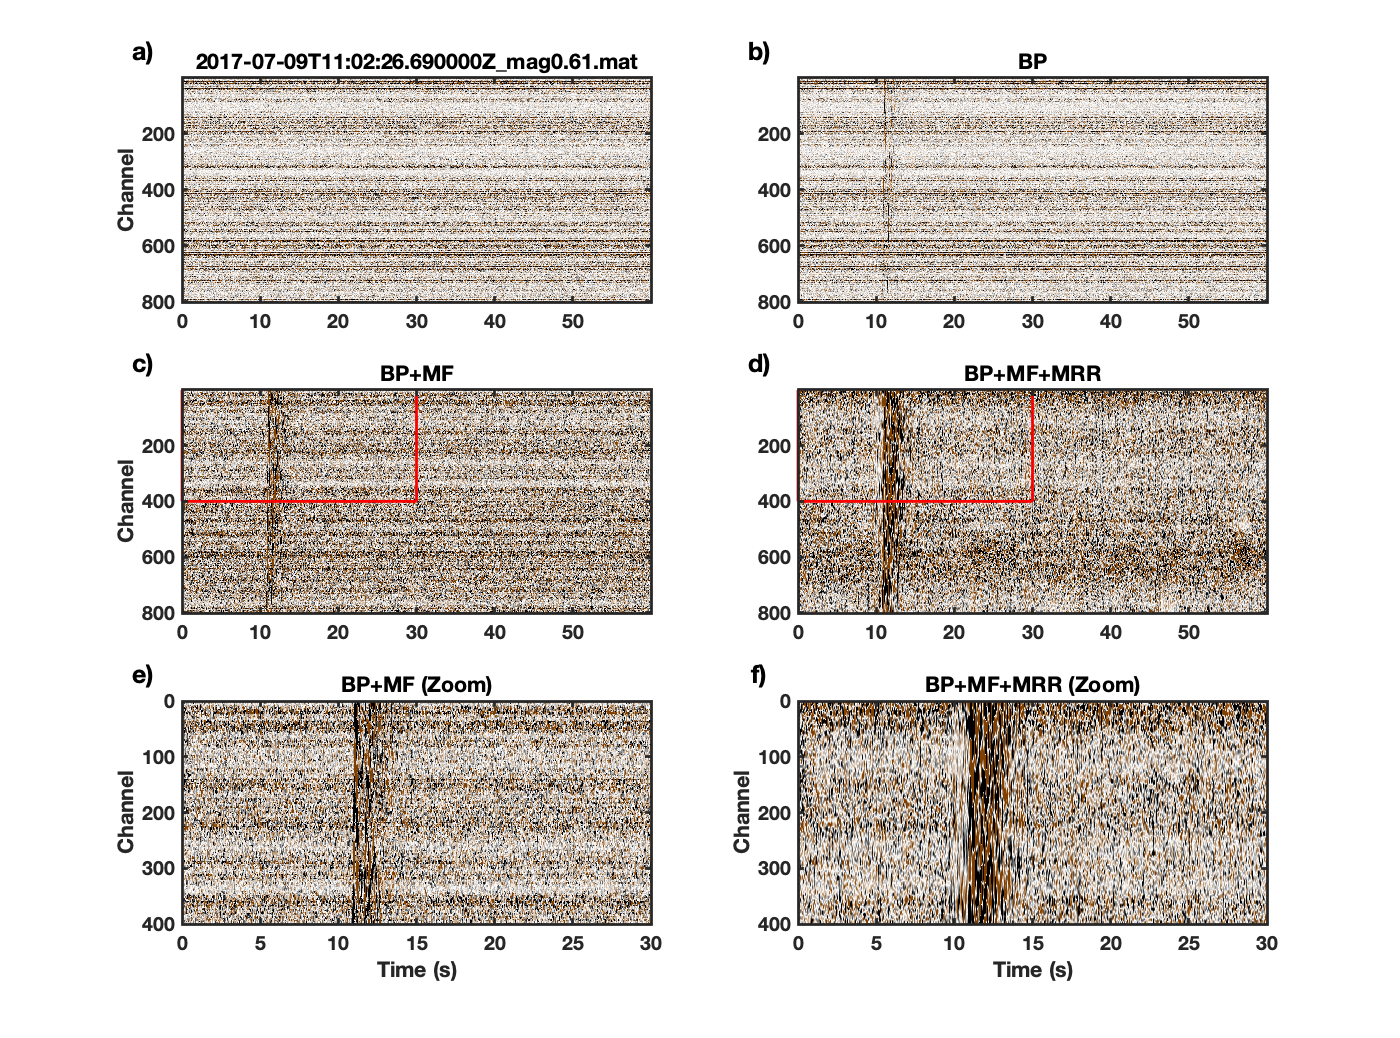 a)
2017-07-09T11:02:26.690000Z_mag0.61.mat
Channel
200
400
600
800
0 10 20 30 40 50
b)
BP
200
400
600
800
0 10 20 30 40 50
c)
BP+MF
Channel
200
400
600
800
0 10 20 30 40 50
d)
BP+MF+MRR
200
400
600
800
0 10 20 30 40 50
e)
BP+MF (Zoom)
Channel
0
100
200
300
400
0 5 10 15 20 25 30
Time (s)
f)
BP+MF+MRR (Zoom)
Channel
0
100
200
300
400
0 5 10 15 20 25 30
Time (s)